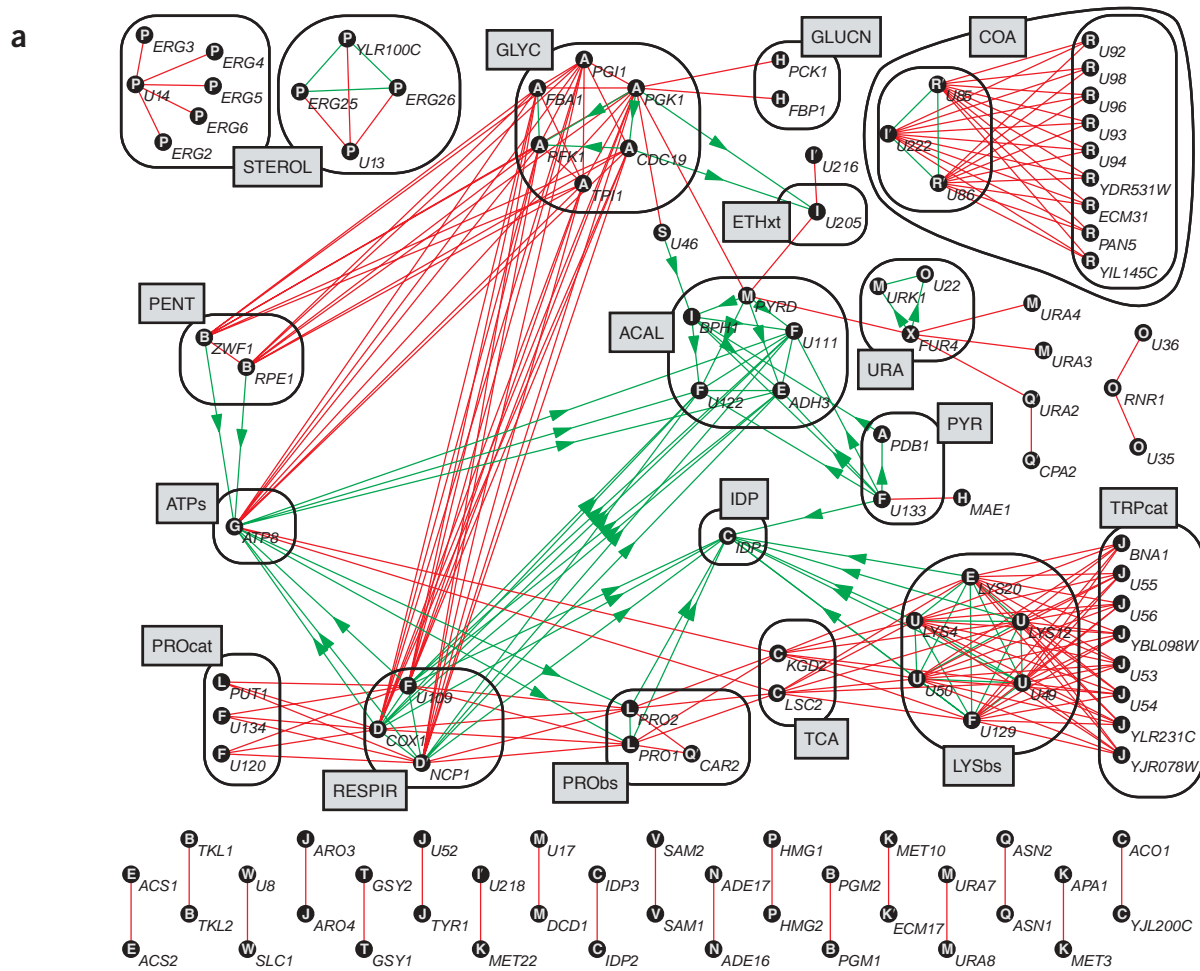 a
ERG3
ERG4
U14
ERG5
ERG6
ERG2
STEROL
YLR100C
ERG25
ERG26
U13
GLYC
PGI1
FBA1
PGK1
PFK1
CDC19
TPI1
GLUCN
PCK1
FBP1
COA
U85
U222
U86
U92
U98
U96
U93
U94
YDR531W
ECM31
PAN5
YIL145C
U216
ETHxt
U205
U46
PENT
ZWF1
RPE1
ACAL
PYRD
BPH1
U111
U122
ADH3
URK1
U22
FUR4
URA
URA4
URA3
URA2
CPA2
U36
RNR1
U35
PYR
PDB1
U133
MAE1
ATPs
ATP8
IDP
IDP1
TRPcat
BNA1
U55
U56
YBL098W
U53
U54
YLR231C
YJR078W
LYS20
LYS4
LYS12
U50
U49
U129
LYSbs
KGD2
LSC2
TCA
PROcat
PUT1
U134
U120
U109
COX1
NCP1
RESPIR
PRO2
PRO1
CAR2
PRObs
P P P P P P
P P P P
A A A A A A A
H H
R' I' R'
R R R R R R R R R
I' I
S
B B
M I F F E
M O X
M M Q Q
O O O
A F H
G
C
J J J J J J J J
E U U U U F
C C
L F F
F D D
L L Q
B TKL1
B TKL2
J ARO3
J ARO4
J U52
J TYR1
M U17
M DCD1
V SAM2
V SAM1
P HMG1
P HMG2
K MET10
K ECM17
Q ASN2
Q ASN1
C ACO1
C YJL200C
E ACS1
E ACS2
W U8
W SLC1
T GSY2
T GSY1
I' U218
K MET22
C IDP3
C IDP2
N ADE17
N ADE16
B PGM2
B PGM1
M URA7
M URA8
K APA1
K MET3